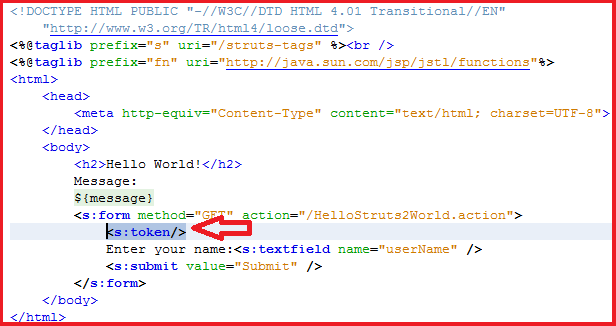 <!DOCTYPE HTML PUBLIC "-//W3C//DTD HTML 4.01 Transitional//EN"
"http://www.w3.org/TR/html4/loose.dtd">
<%@taglib prefix="s" uri="/struts-tags" %><br />
<%@taglib prefix="fn" uri="http://java.sun.com/jsp/jstl/functions"%>
<html>
<head>
<meta http-equiv="Content-Type" content="text/html; charset=UTF-8">
</head>
<body>
<h2>Hello World!</h2>
Message:
${message}
<s:form method="GET" action="/HelloStruts2World.action">
<s:token/>
Enter your name:<s:textfield name="userName" />
<s:submit value="Submit" />
</s:form>
</body>
</html>